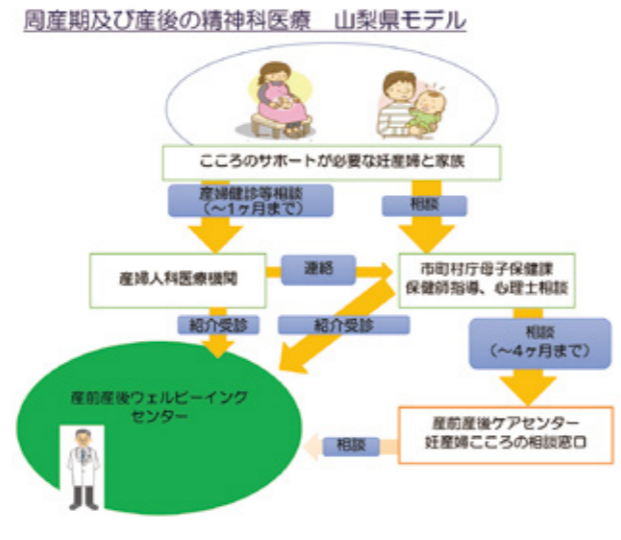 周産期及び産後の精神科医療　山梨県モデル
こころのサポートが必要な妊産婦と家族
産婦健診等相談
（～1ヶ月まで）
相談
産婦人科医療機関
連絡
市町村庁母子保健課
保健師指導、心理士相談
紹介受診
紹介受診
相談
（～4ヶ月まで）
産前産後ウェルビーイング
センター
産前産後ケアセンター
妊産婦こころの相談窓口
相談